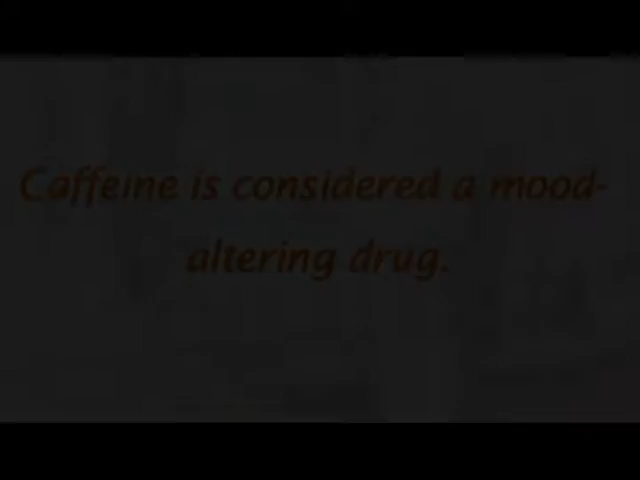 Caffeine is considered a mood-
altering drug.